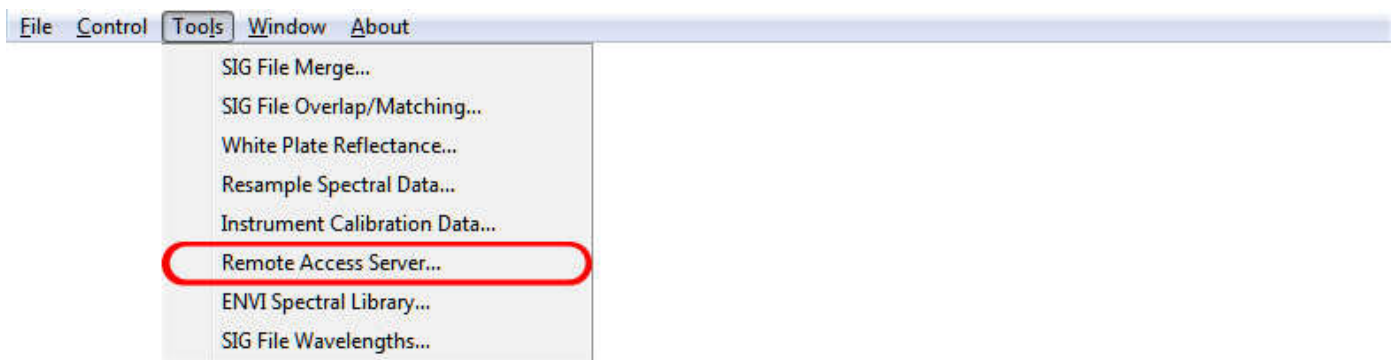 File Control Tools Window About
SIG File Merge...
SIG File Overlap/Matching...
White Plate Reflectance...
Resample Spectral Data...
Instrument Calibration Data...
Remote Access Server...
ENVI Spectral Library...
SIG File Wavelengths...